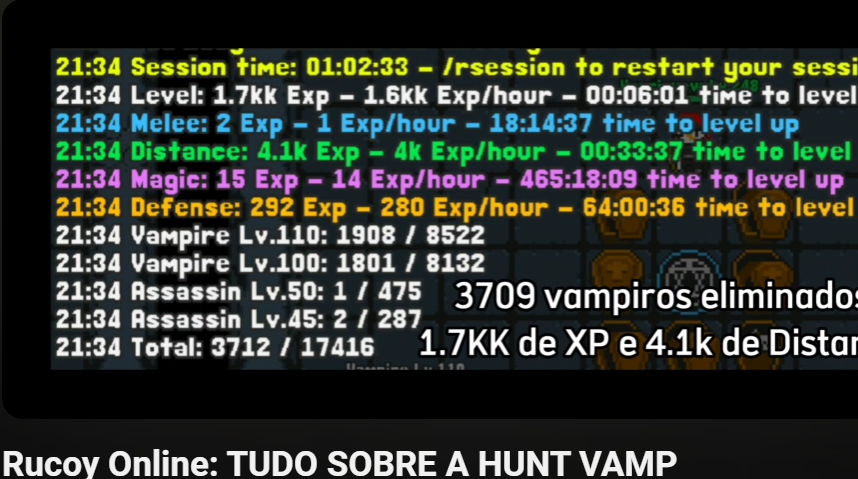 21:34 Session time: 01:02:33 - /rsession to restart your sessi
21:34 Level: 1.7kk Exp - 1.6kk Exp/hour - 00:06:01 time to level
21:34 Melee: 2 Exp - 1 Exp/hour - 18:14:37 time to level up
21:34 Distance: 4.1k Exp - 4k Exp/hour - 00:33:37 time to level
21:34 Magic: 15 Exp - 14 Exp/hour - 465:18:09 time to level up
21:34 Defense: 292 Exp - 280 Exp/hour - 64:00:36 time to level
21:34 Vampire Lv.110: 1908 / 8522
21:34 Vampire Lv.100: 1801 / 8132
21:34 Assassin Lv.50: 1 / 475
21:34 Assassin Lv.45: 2 / 287
21:34 Total: 3712 / 17416
3709 vampiros eliminados
1.7KK de XP e 4.1k de Distan
Vampire Lv.110
Rucoy Online: TUDO SOBRE A HUNT VAMP